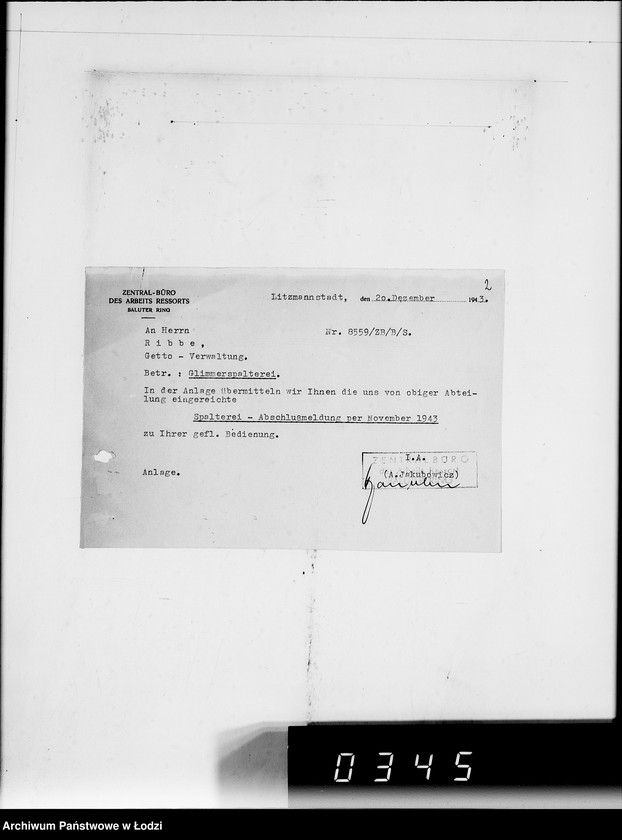 2
ZENTRAL-BÜRO
DES ARBEITS RESSORTS
BALUTER RING
Litzmannstadt, den 20.Dezember 1943.
An Herrn Nr. 8559/ZB/B/S.
R i b b e ,
Getto - Verwaltung.
Betr. : Glimmerspalterei.
In der Anlage übermitteln wir Ihnen die uns von obiger Abtei-
lung eingereichte
Spalterei - Abschlußmeldung per November 1943
zu Ihrer gefl. Bedienung.
ZENTRAL BÜRO
I.A.
(A.Jakubowicz)
Anlage.
0345
Archiwum Państwowe w Łodzi